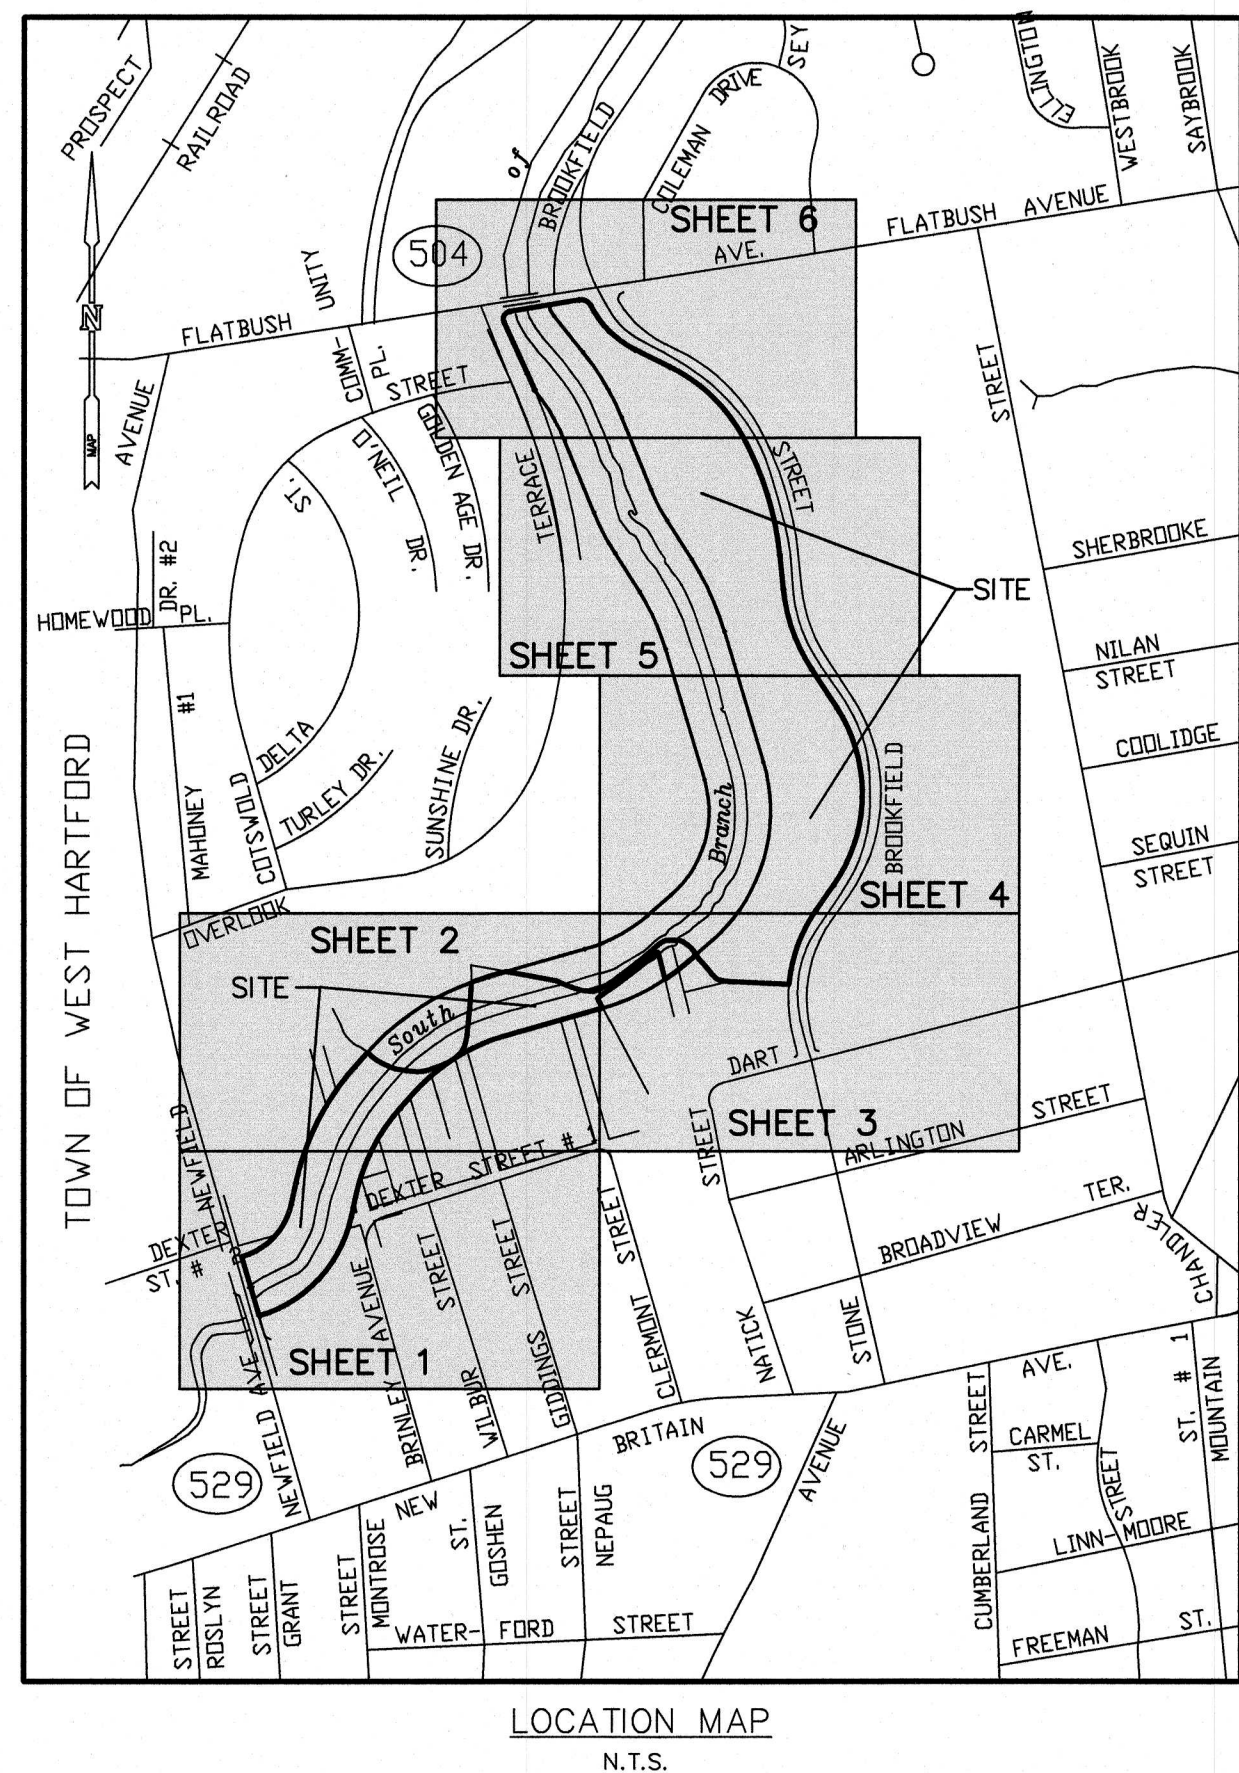 PROSPECT
RAILROAD
of
BROOKFIELD
COLEMAN DRIVE
SEY
ELLINGTON
WESTBROOK
SAYBROOK
SHEET 6
FLATBUSH AVENUE
AVE.
504
COMM-UNITY
PL.
N
MAP
FLATBUSH
AVENUE
STREET
GOLDEN AGE DR.
O'NEIL DR.
ST.
TERRACE
STREET
STREET
SHERBROOKE
DR. #2
HOMEWOOD PL.
SITE
SHEET 5
NILAN
STREET
#1
MAHONEY
COTSWOLD
DELTA
TURLEY DR.
SUNSHINE DR.
Branch
BROOKFIELD
COOLIDGE
SEQUIN
STREET
TOWN OF WEST HARTFORD
OVERLOOK
SHEET 4
SHEET 2
SITE
South
DART
STREET
SHEET 3
ARLINGTON STREET
NEWFIELD
DEXTER STREET # 1
DEXTER
ST. #
BROADVIEW TER.
CHANDLER
STREET
STREET
STREET
AVENUE
SHEET 1
NEWFIELD AVE
BRINLEY
WILBUR
GIDDINGS
CLERMONT
NATICK
STONE
529
NEW BRITAIN AVE.
529
AVENUE
CUMBERLAND STREET
CARMEL
ST.
STREET
ST. # 1
MOUNTAIN
LINN-MOORE
ST.
FREEMAN
STREET
ROSLYN
STREET
GRANT
STREET
MONTROSE
ST.
GOSHEN
STREET
NEPAUG
WATER-FORD STREET
LOCATION MAP
N.T.S.